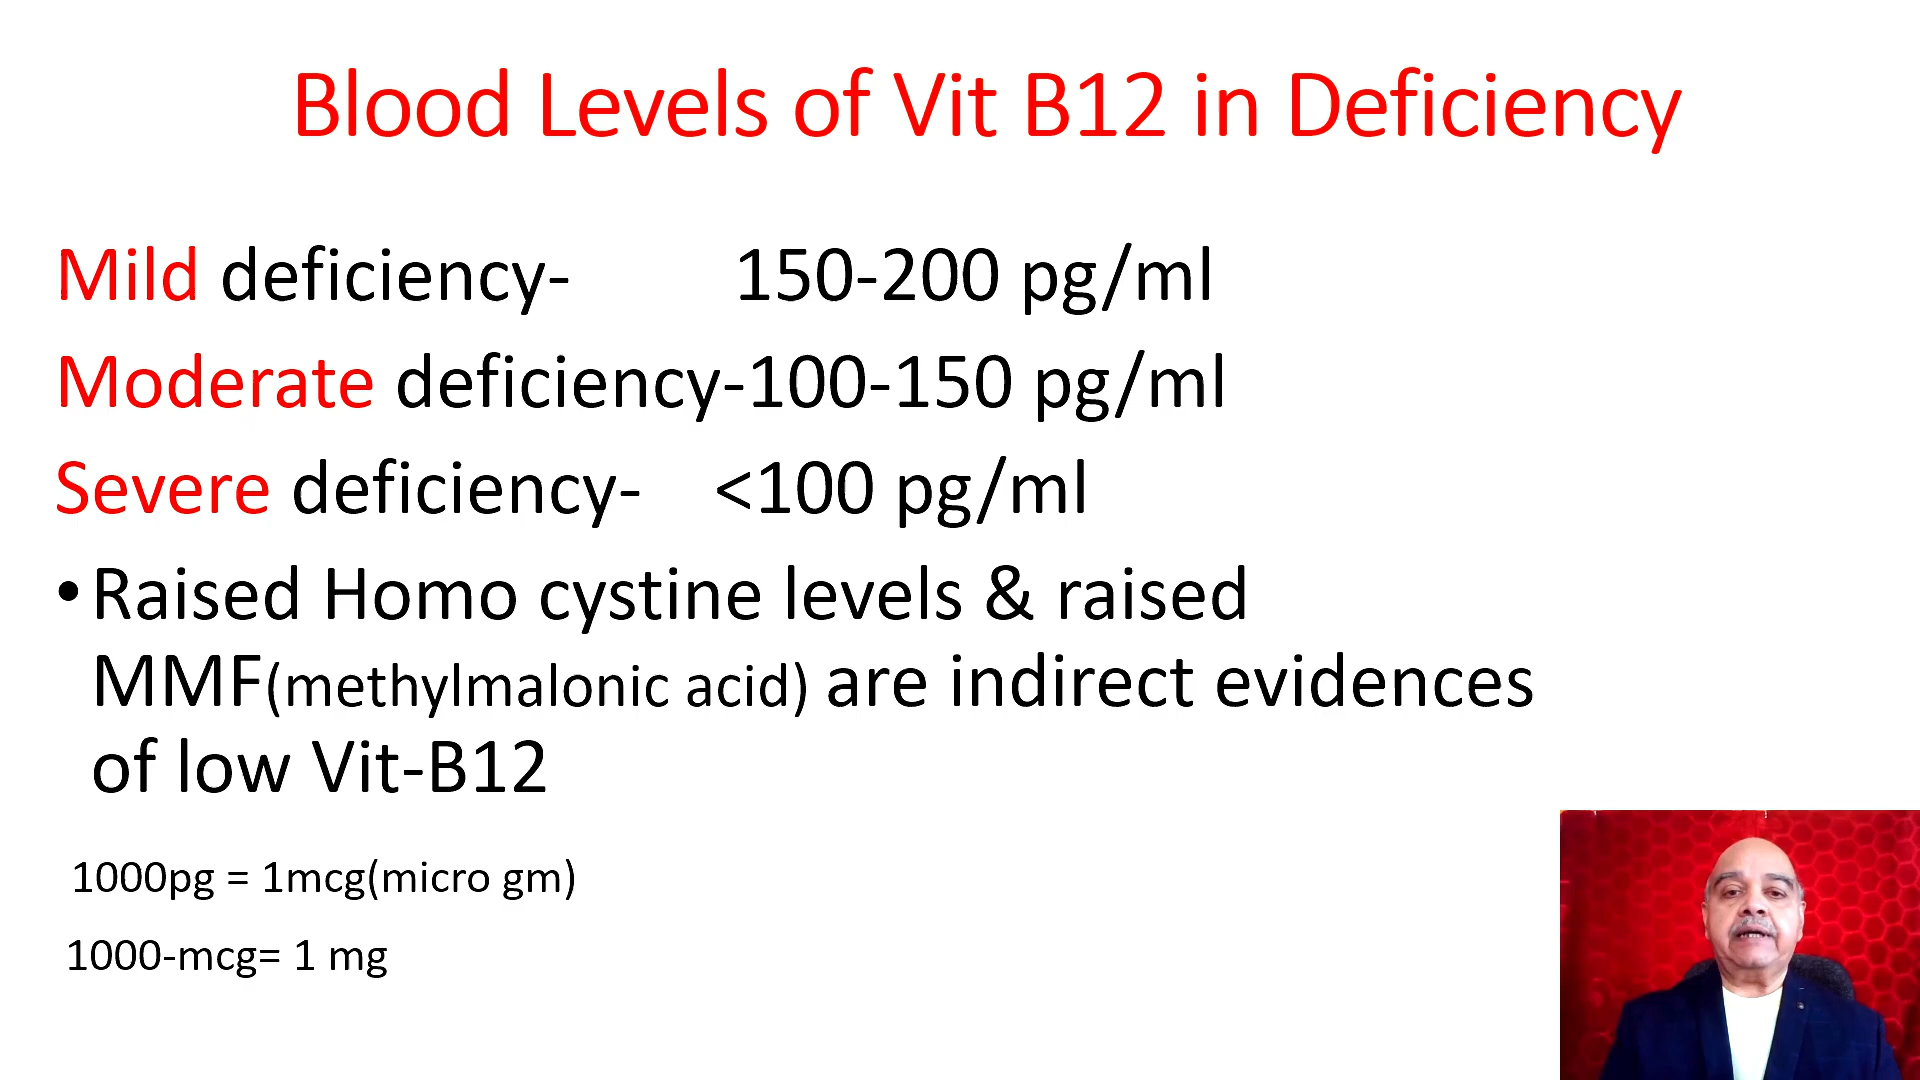 Blood Levels of Vit B12 in Deficiency
Mild deficiency- 150-200 pg/ml
Moderate deficiency-100-150 pg/ml
Severe deficiency- <100 pg/ml
•Raised Homo cystine levels & raised
MMF(methylmalonic acid) are indirect evidences
of low Vit-B12
1000pg = 1mcg(micro gm)
1000-mcg= 1 mg